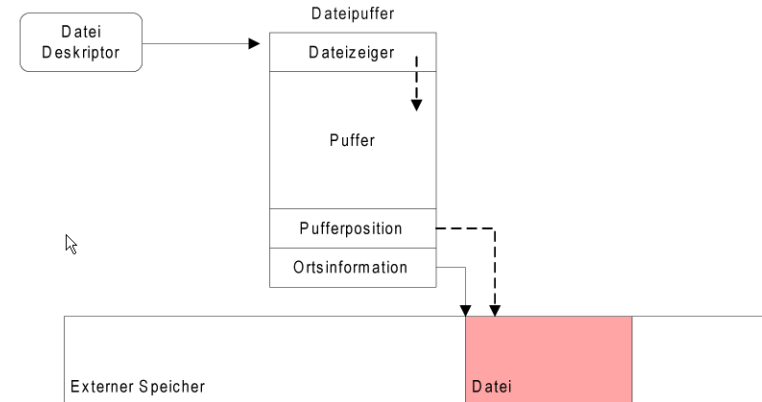 Dateipuffer
Datei
Deskriptor
Dateizeiger
Puffer
Pufferposition
Ortsinformation
Externer Speicher
Datei